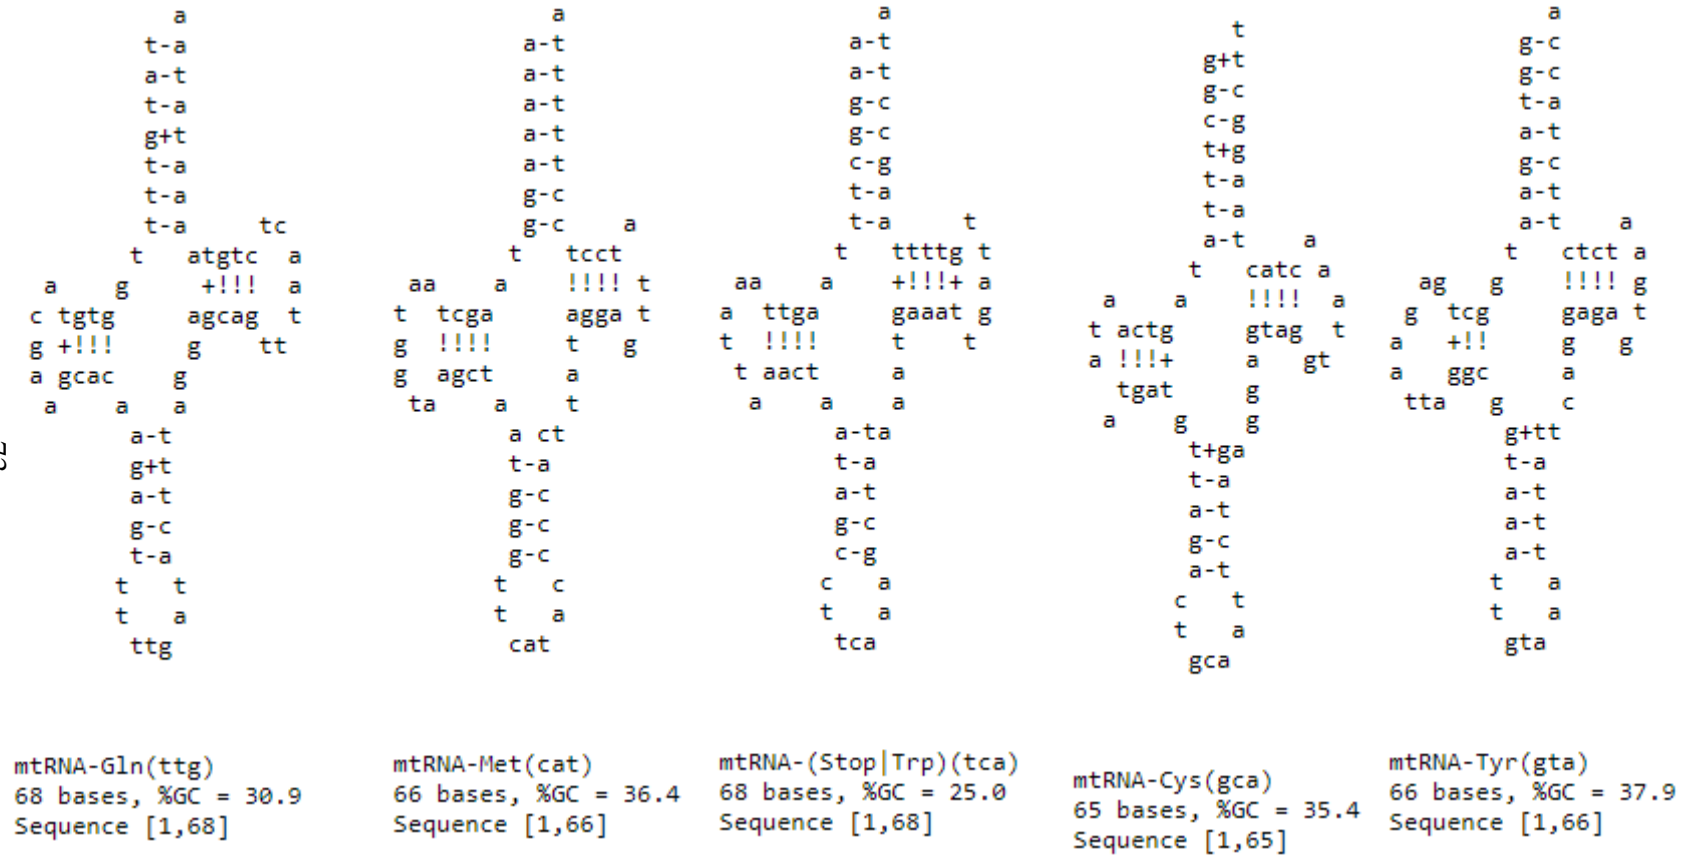 a
t-a
a-t
t-a
g+t
t-a
t-a
t-a tc
t atgtc a
a g +!!! a
c tgtg agcag t
g +!!! g tt
a gcac g
a a a
a-t
g+t
a-t
g-c
t-a
t t
t a
ttg
mtRNA-Gln(ttg)
68 bases, %GC = 30.9
Sequence [1,68]
a
a-t
a-t
a-t
a-t
a-t
g-c
g-c a
t tcct
aa a !!!! t
t tcga agga t
g !!!! t g
g agct a
ta a t
a ct
t-a
g-c
g-c
g-c
t c
t a
cat
mtRNA-Met(cat)
66 bases, %GC = 36.4
Sequence [1,66]
a
a-t
a-t
g-c
g-c
c-g
t-a
t-a t
t ttttg t
aa a +!!!+ a
a ttga gaaat g
t !!!! t t
t aact a
a a a
a-ta
t-a
a-t
g-c
c-g
c a
t a
tca
mtRNA-(Stop|Trp)(tca)
68 bases, %GC = 25.0
Sequence [1,68]
t
g+t
g-c
c-g
t+g
t-a
t-a
a-t a
t catc a
a a !!!! a
t actg gtag t
a !!!+ a gt
tgat g
a g g
t+ga
t-a
a-t
g-c
a-t
c t
t a
gca
mtRNA-Cys(gca)
65 bases, %GC = 35.4
Sequence [1,65]
a
g-c
g-c
t-a
a-t
g-c
a-t
a-t a
t ctct a
ag g !!!! g
g tcg gaga t
a +!! g g
a ggc a
tta g c
g+tt
t-a
a-t
a-t
a-t
t a
t a
gta
mtRNA-Tyr(gta)
66 bases, %GC = 37.9
Sequence [1,66]